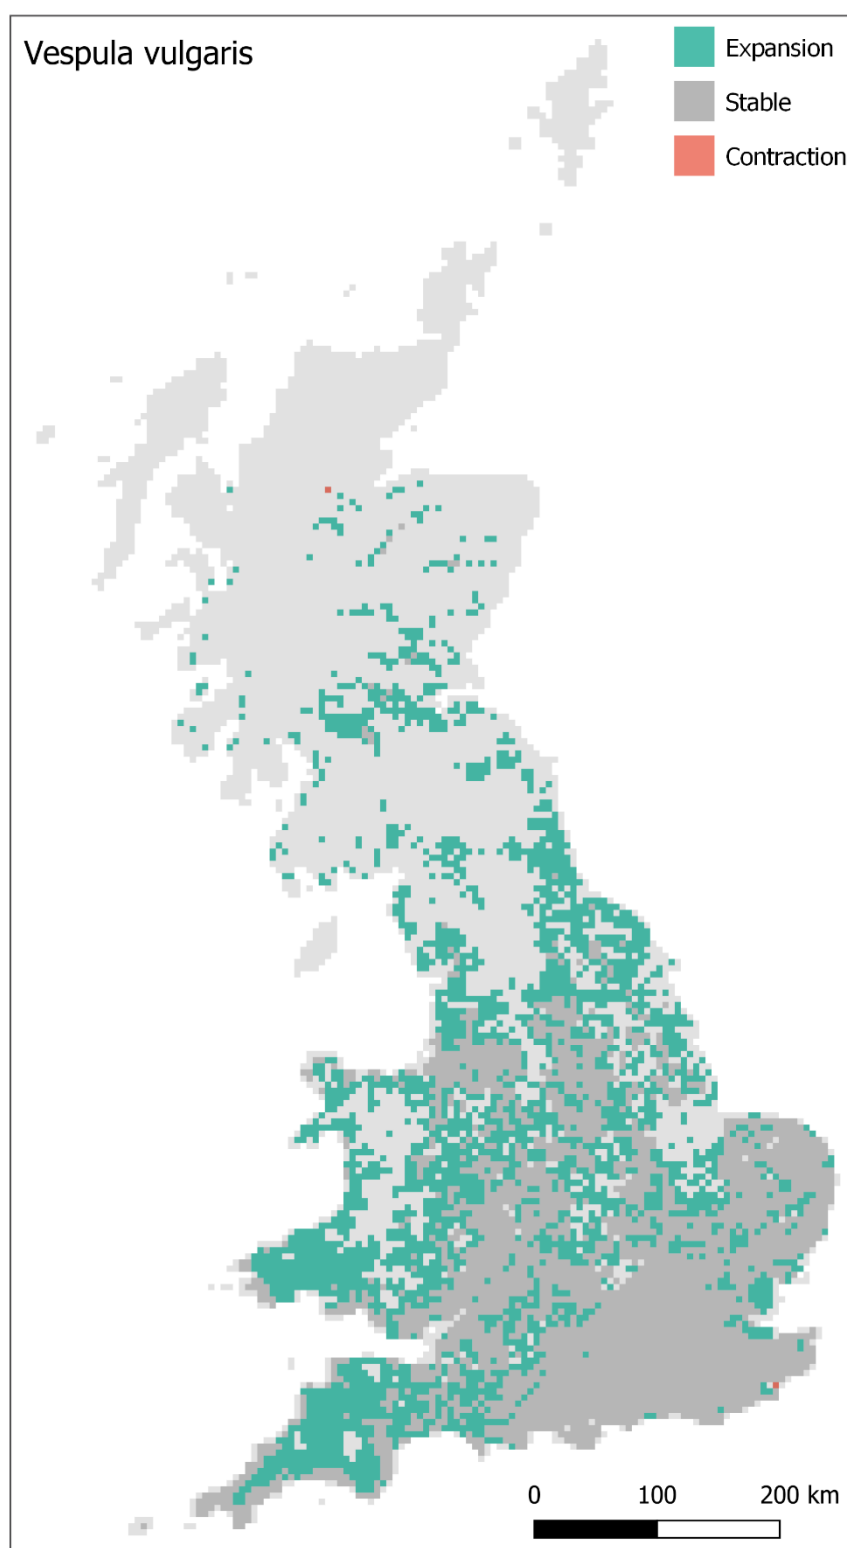 Vespula vulgaris
Expansion
Stable
Contraction
0 100 200 km